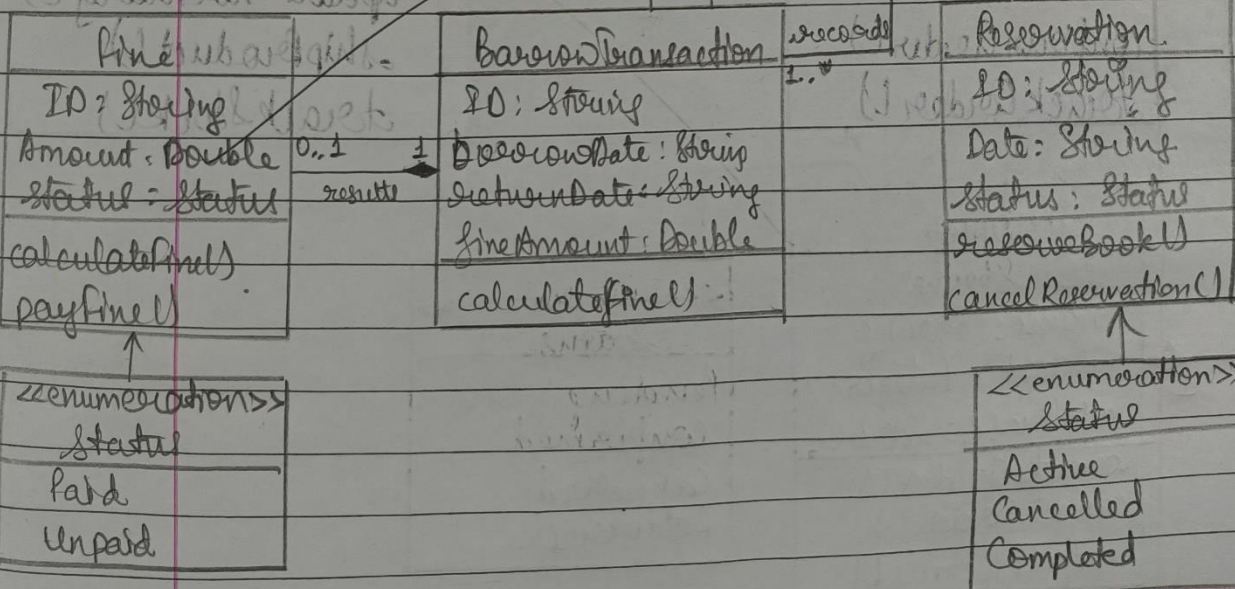 Fine
ID: String
Amount: Double
Status: Status
calculateFine()
payFine()
0..1
1
results
BorrowTransaction
ID: String
borrowDate: String
returnDate: String
fineAmount: Double
calculateFine()
records
1..*
Reservation
ID: String
Date: String
Status: Status
reserveBook()
cancelReservation()
<<enumeration>>
Status
Paid
Unpaid
<<enumeration>>
Status
Active
Cancelled
Completed